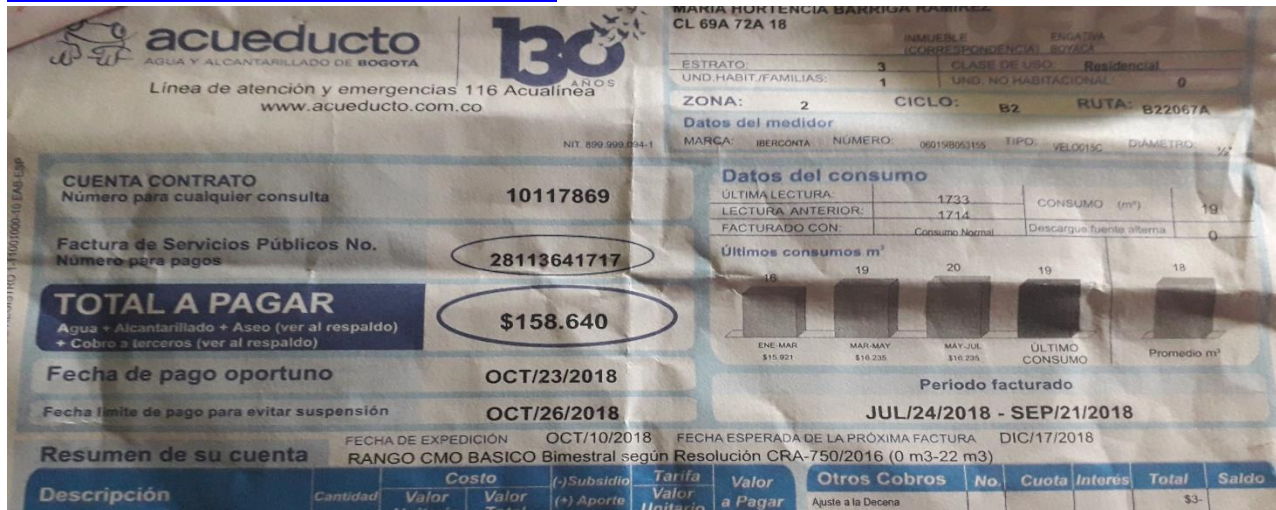 acueducto
AGUA Y ALCANTARILLADO DE BOGOTÁ
130
AÑOS
Línea de atención y emergencias 116 Acualínea
www.acueducto.com.co
NIT. 899.999.094-1
MARIA HORTENCIA BARRIGA RAMIREZ
CL 69A 72A 18
INMUEBLE ENGATIVA
(CORRESPONDENCIA) BOYACA
ESTRATO: 3 CLASE DE USO: Residencial
UND.HABIT./FAMILIAS: 1 UND. NO HABITACIONAL: 0
ZONA: 2 CICLO: B2 RUTA: B22067A
Datos del medidor
MARCA: IBERCONTA NÚMERO: TIPO: DIÁMETRO: ½"
CUENTA CONTRATO
Número para cualquier consulta 10117869
Factura de Servicios Públicos No.
Número para pagos 28113641717
TOTAL A PAGAR
Agua + Alcantarillado + Aseo (ver al respaldo)
+ Cobro a terceros (ver al respaldo)
$158.640
Fecha de pago oportuno OCT/23/2018
Fecha límite de pago para evitar suspensión OCT/26/2018
Datos del consumo
ÚLTIMA LECTURA: 1733
LECTURA ANTERIOR: 1714
FACTURADO CON: Consumo Normal
CONSUMO (m³) 19
Descargue fuente alterna 0
Últimos consumos m³
16 19 20 19 18
ENE-MAR MAR-MAY MAY-JUL ÚLTIMO CONSUMO Promedio m³
$15.921 $16.235 $16.235
Periodo facturado
JUL/24/2018 - SEP/21/2018
FECHA DE EXPEDICIÓN OCT/10/2018 FECHA ESPERADA DE LA PRÓXIMA FACTURA DIC/17/2018
Resumen de su cuenta RANGO CMO BASICO Bimestral según Resolución CRA-750/2016 (0 m3-22 m3)
Descripción Cantidad Costo Valor Valor (-)Subsidio (+) Aporte Tarifa Valor Unitario Valor a Pagar
Otros Cobros No. Cuota Interés Total Saldo
Ajuste a la Decena $3-